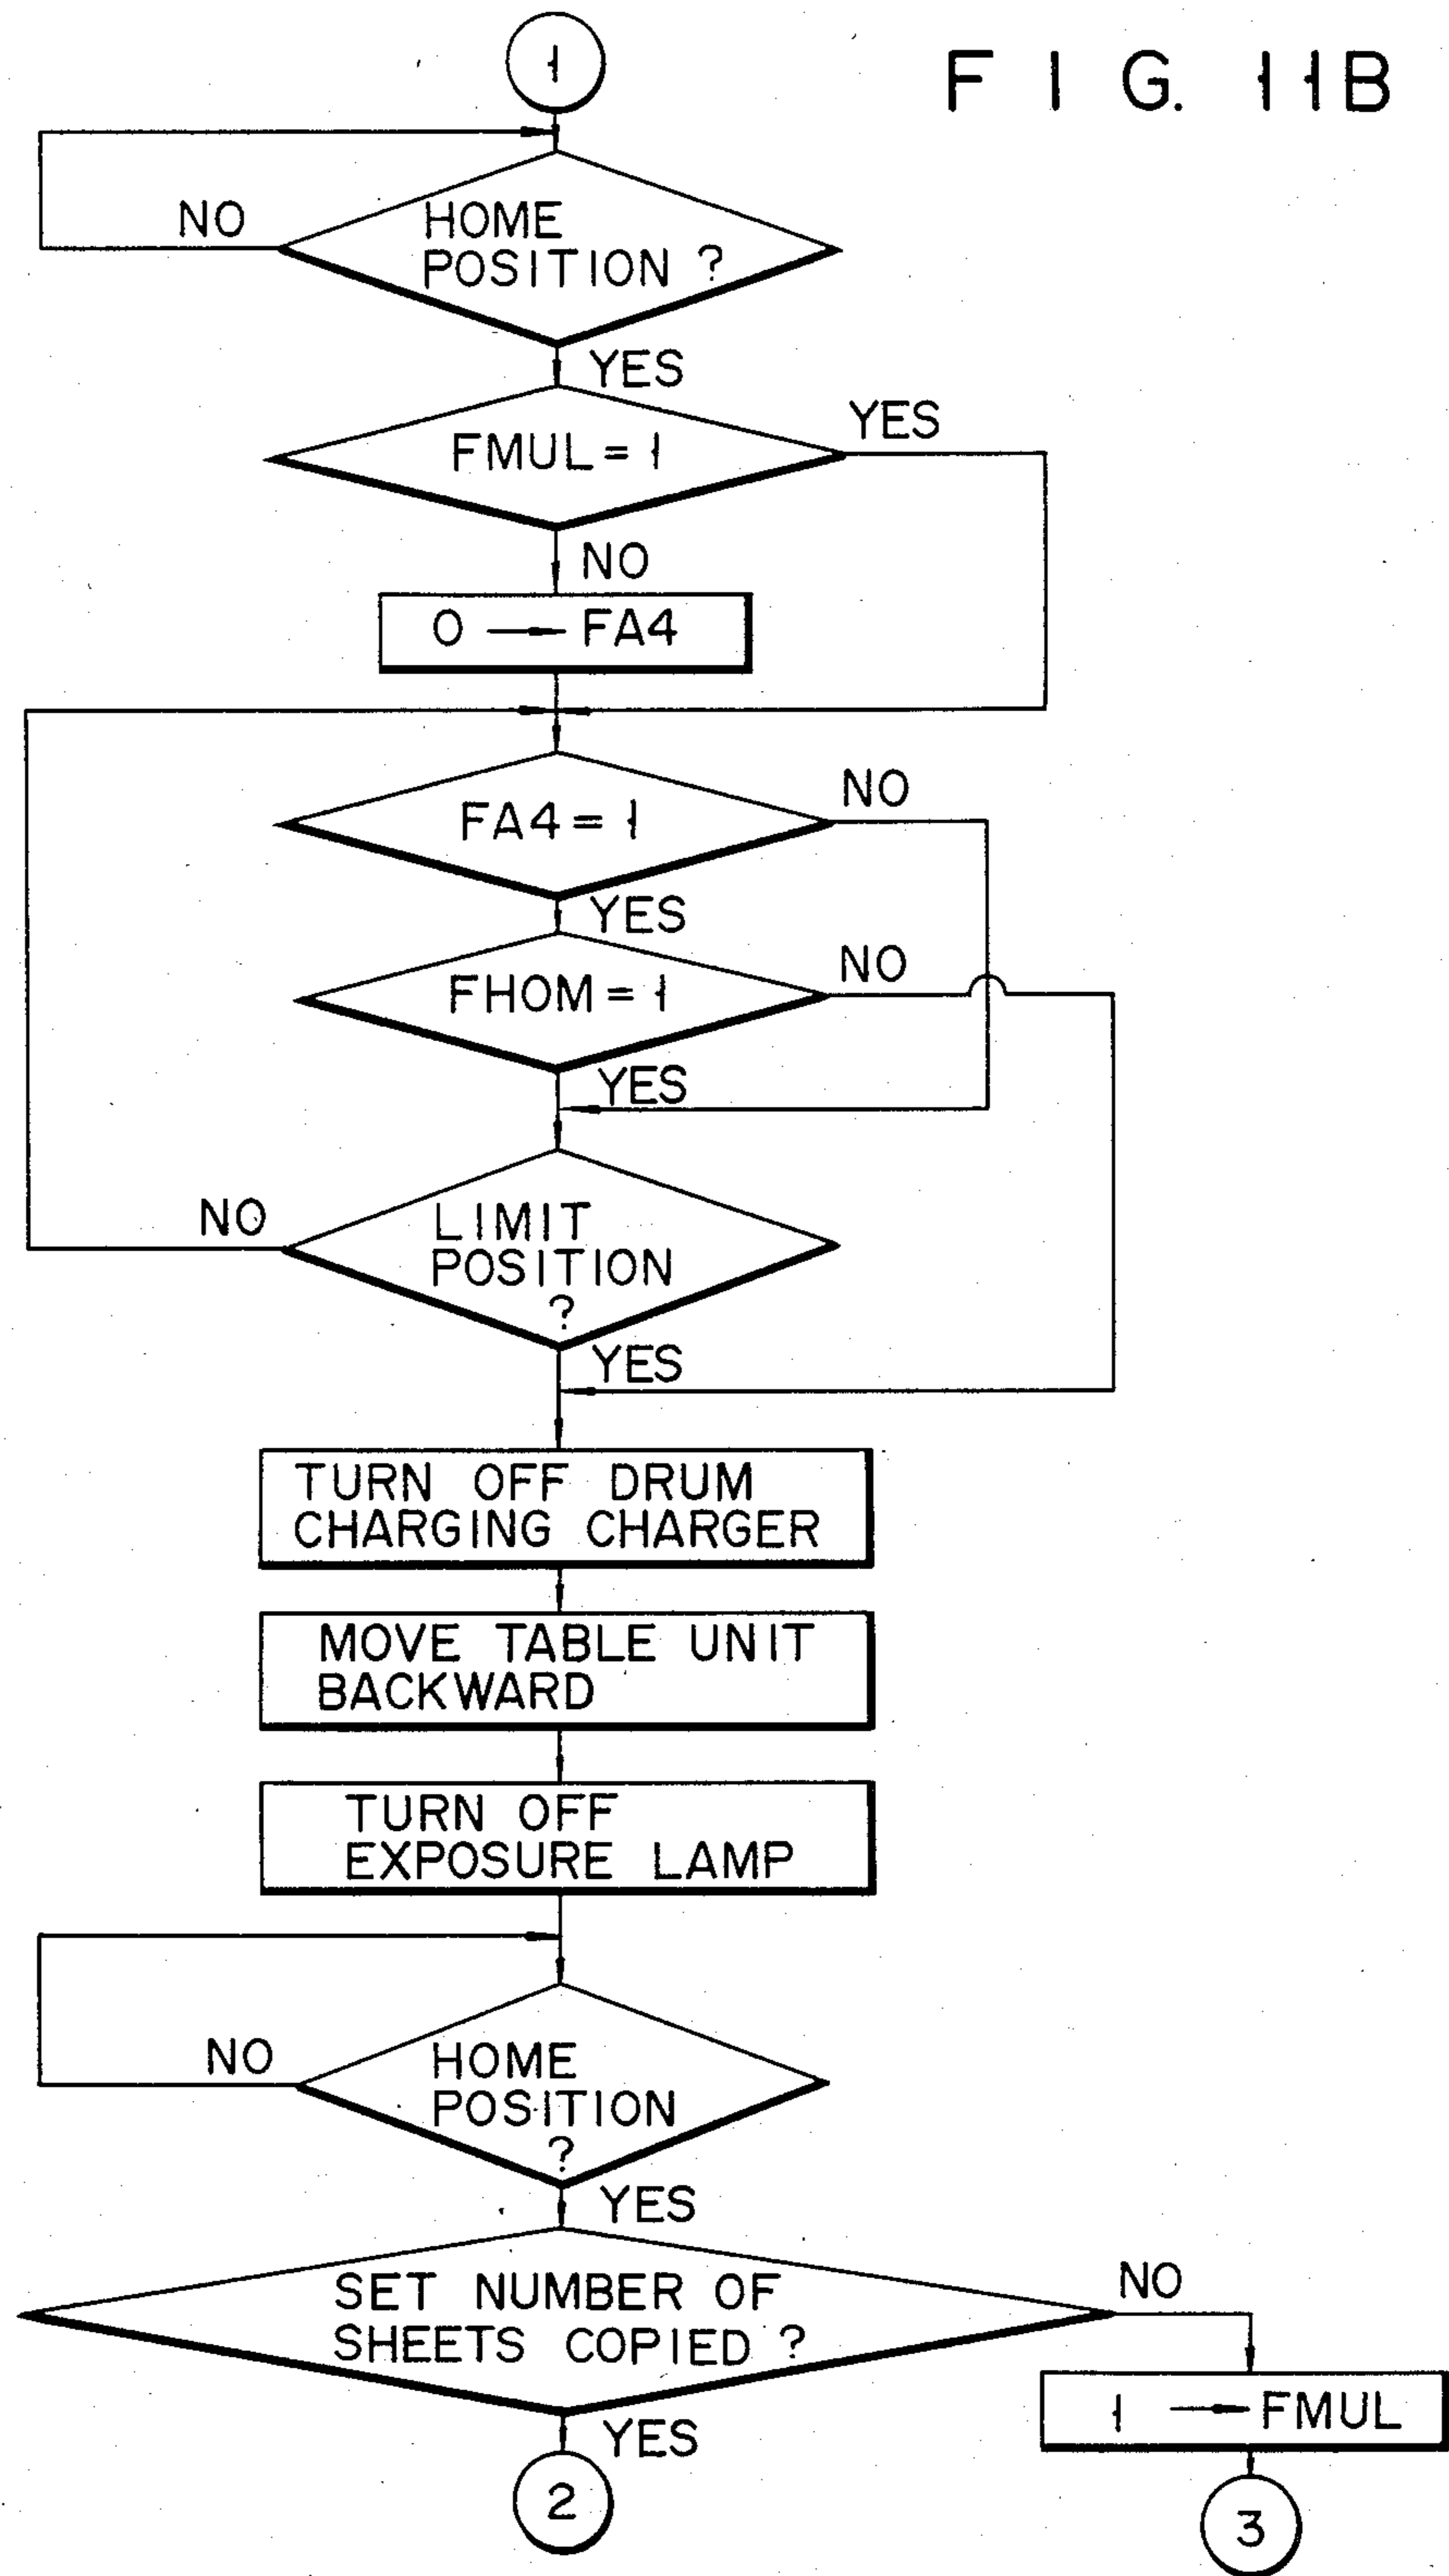 FIG. 11B
1
NO
HOME
POSITION ?
YES
FMUL = 1
YES
NO
0 → FA4
FA4 = 1
NO
YES
FHOM = 1
NO
YES
NO
LIMIT
POSITION
?
YES
TURN OFF DRUM
CHARGING CHARGER
MOVE TABLE UNIT
BACKWARD
TURN OFF
EXPOSURE LAMP
NO
HOME
POSITION
?
YES
SET NUMBER OF
SHEETS COPIED ?
NO
1 → FMUL
YES
2
3